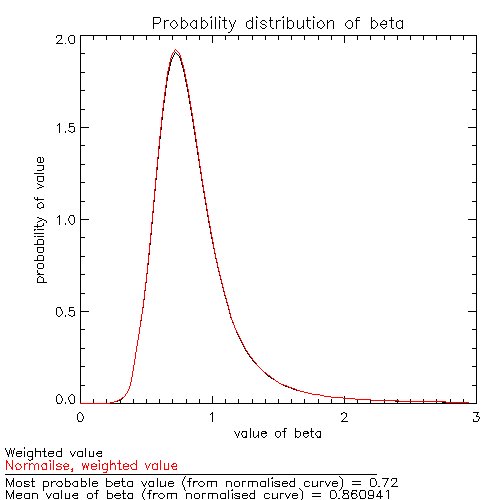 Probability distribution of beta
2.0
1.5
1.0
0.5
0.0
probability of value
0
1
2
3
value of beta
Weighted value
Normailse, weighted value
Most probable beta value (from normalised curve) = 0.72
Mean value of beta (from normalised curve) = 0.860941